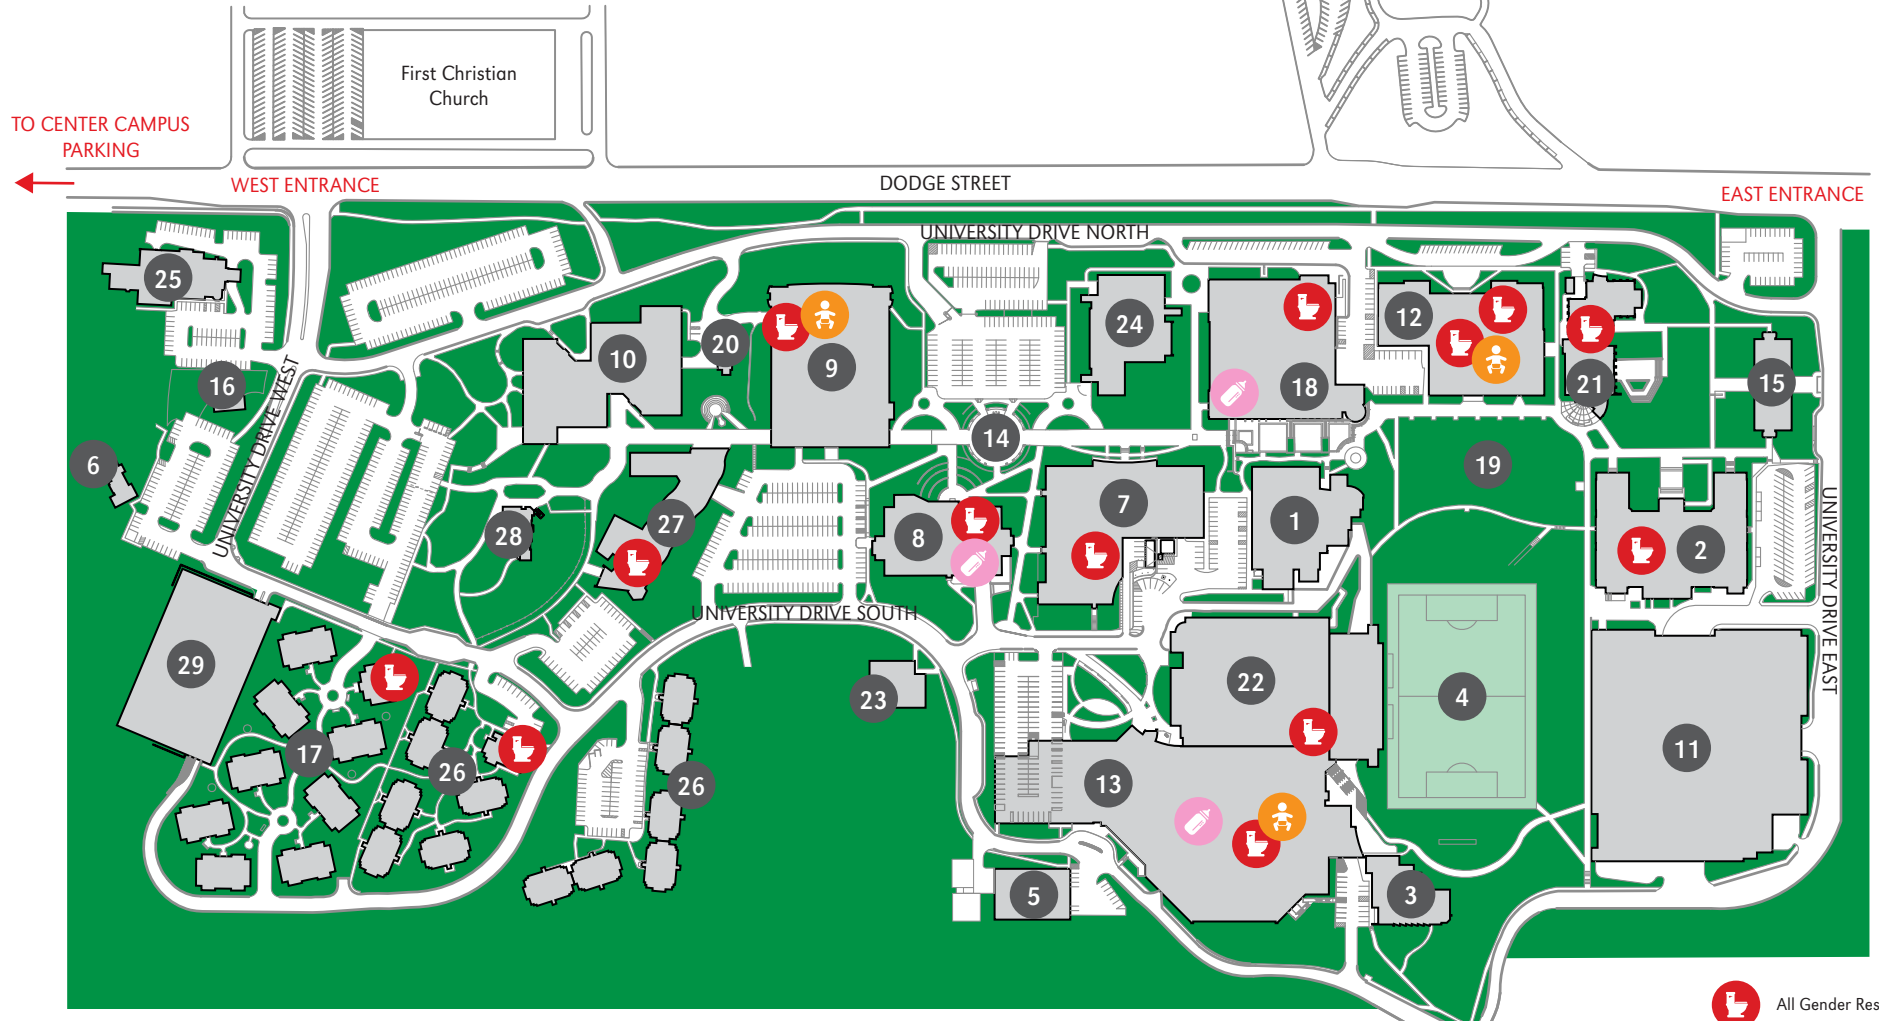 First Christian
Church
TO CENTER CAMPUS
PARKING
WEST ENTRANCE
DODGE STREET
EAST ENTRANCE
UNIVERSITY DRIVE NORTH
25
24
12
18
10
20
9
21
15
16
UNIVERSITY DRIVE WEST
14
6
19
7
27
1
28
8
2
UNIVERSITY DRIVE EAST
UNIVERSITY DRIVE SOUTH
29
22
23
4
17
26
26
13
11
5
3
All Gender Res